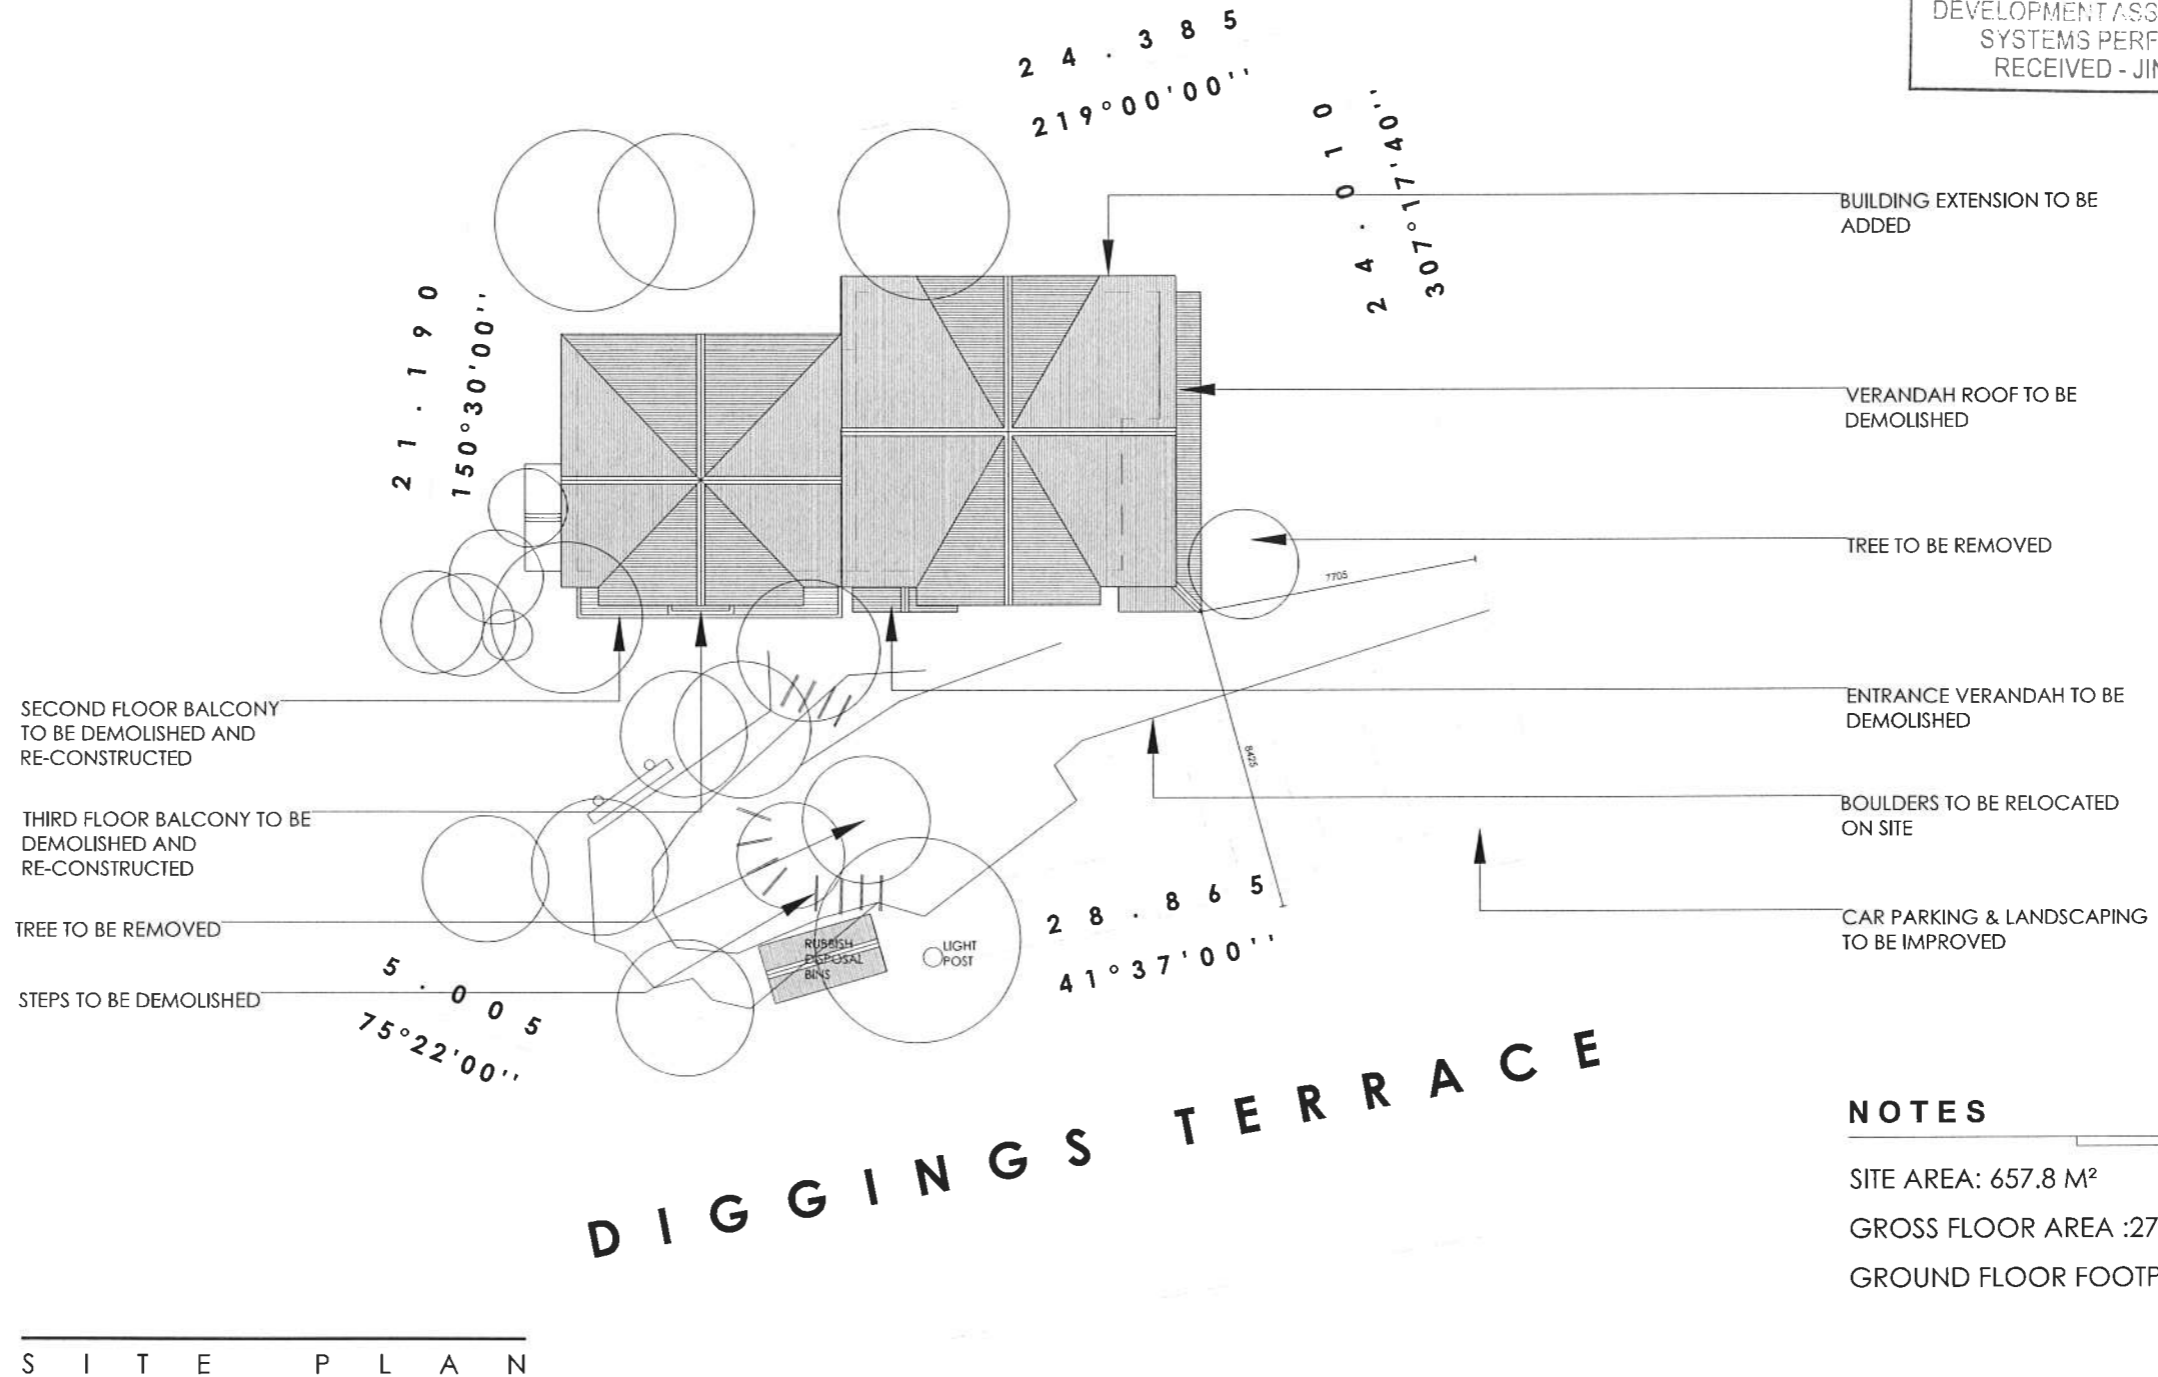 DEVELOPMENT ASS
SYSTEMS PERF
RECEIVED - JI
24.385
219°00'00''
24.010
307°17'40''
21.190
150°30'00''
BUILDING EXTENSION TO BE
ADDED
VERANDAH ROOF TO BE
DEMOLISHED
TREE TO BE REMOVED
7705
SECOND FLOOR BALCONY
TO BE DEMOLISHED AND
RE-CONSTRUCTED
ENTRANCE VERANDAH TO BE
DEMOLISHED
8425
THIRD FLOOR BALCONY TO BE
DEMOLISHED AND
RE-CONSTRUCTED
BOULDERS TO BE RELOCATED
ON SITE
TREE TO BE REMOVED
CAR PARKING & LANDSCAPING
TO BE IMPROVED
STEPS TO BE DEMOLISHED
RUBBISH
DISPOSAL
BINS
LIGHT
POST
28.865
41°37'00''
5.005
75°22'00''
DIGGINGS TERRACE
NOTES
SITE AREA: 657.8 M²
GROSS FLOOR AREA :27
GROUND FLOOR FOOTP
SITE PLAN